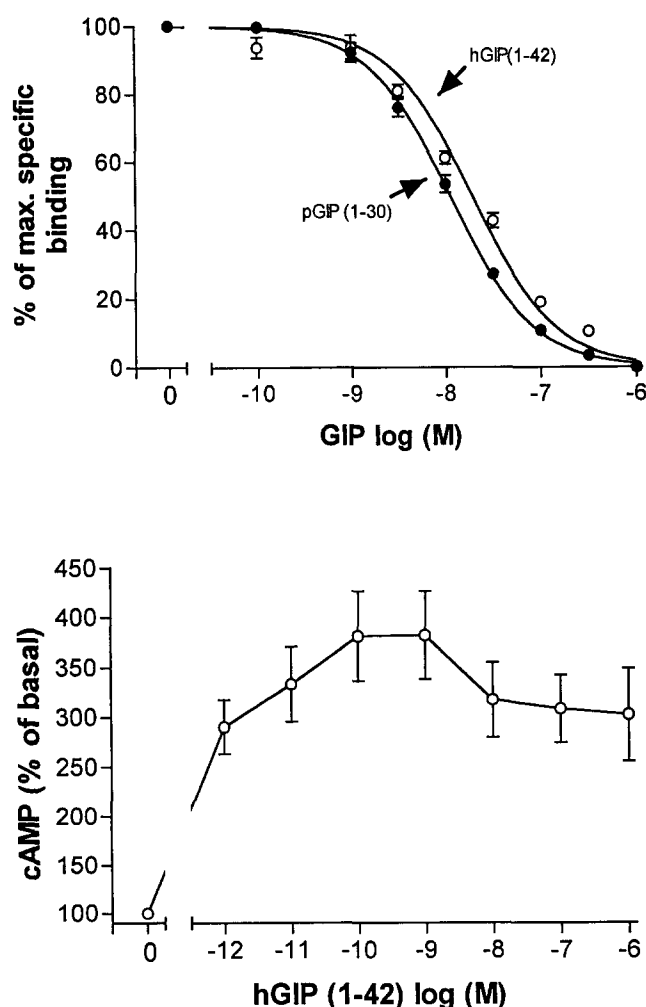 100
80
60
40
20
0
% of max. specific
binding
hGIP(1-42)
pGIP (1-30)
0 -10 -9 -8 -7 -6
GIP log (M)
450
400
350
300
250
200
150
100
cAMP (% of basal)
0 -12 -11 -10 -9 -8 -7 -6
hGIP (1-42) log (M)